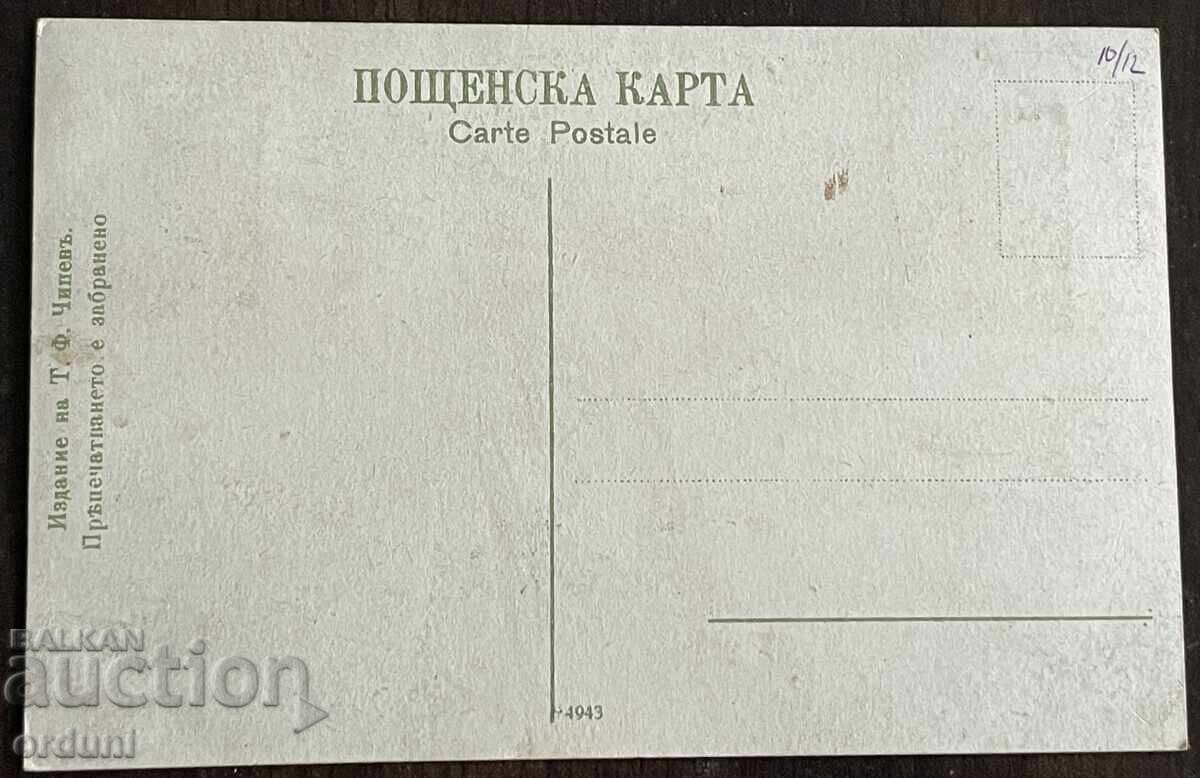 ПОЩЕНСКА КАРТА
Carte Postale
10/12
Издание на Т. Ф. Чипевъ.
Прѣпечатването е забранено
4943
BALKAN
auction
orduni